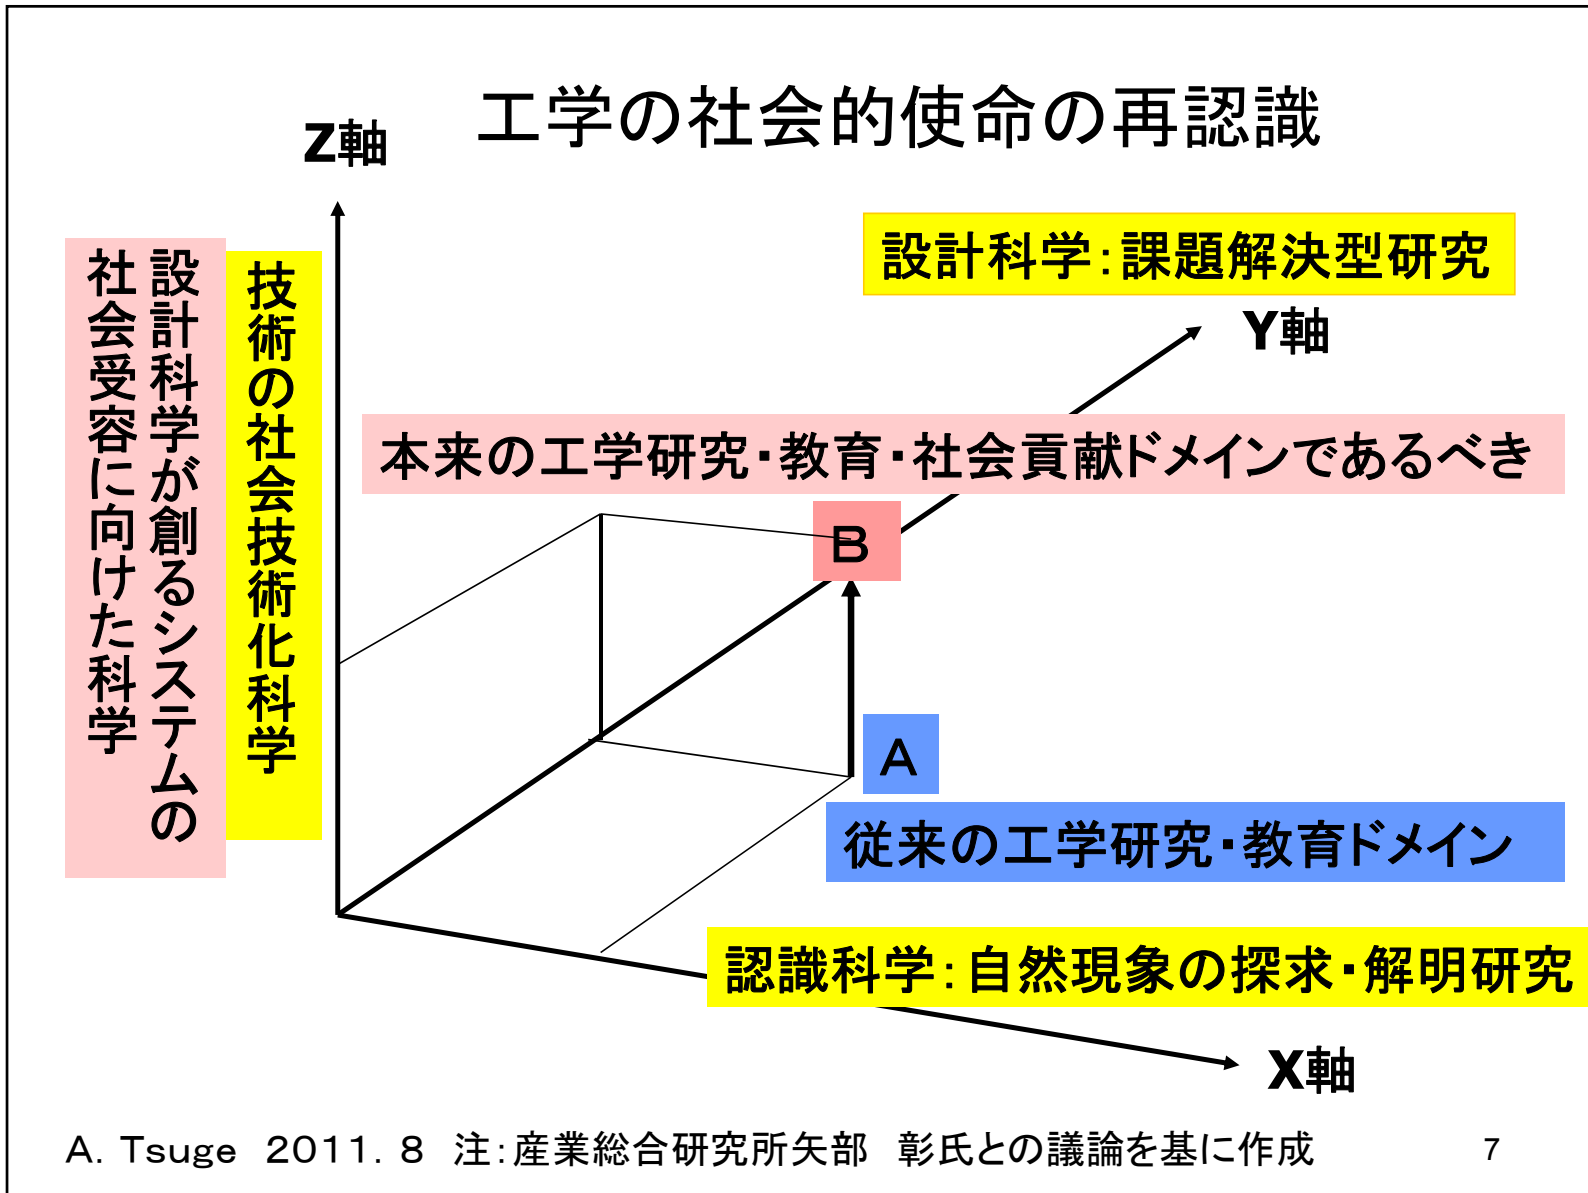 工学の社会的使命の再認識
Z軸
設計科学:課題解決型研究
Y軸
設計科学が創るシステムの
社会受容に向けた科学
技術の社会技術化科学
本来の工学研究・教育・社会貢献ドメインであるべき
B
A
従来の工学研究・教育ドメイン
認識科学:自然現象の探求・解明研究
X軸
A. Tsuge 2011. 8 注:産業総合研究所矢部 彰氏との議論を基に作成
7